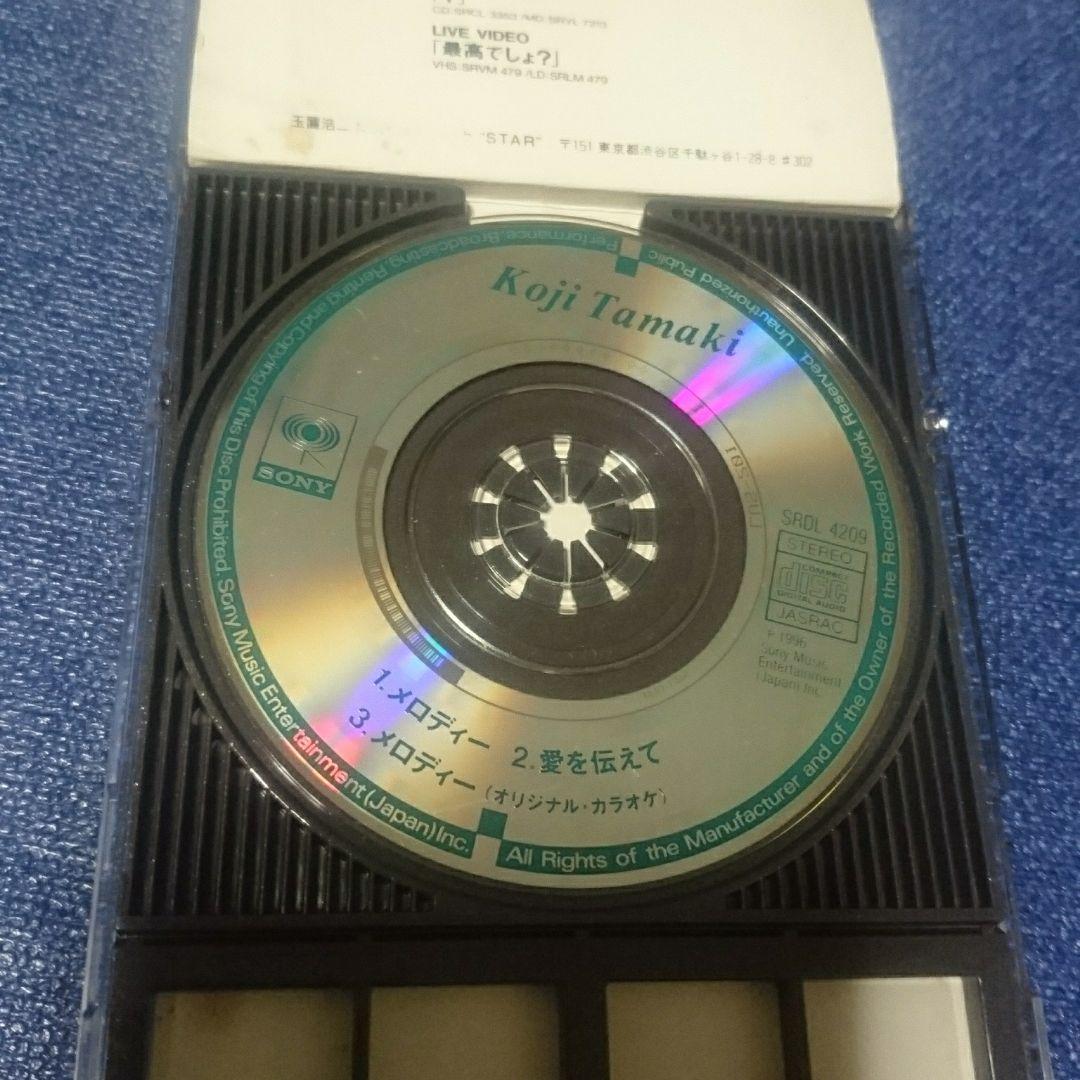 CD:SRCL 3353 /MD:SRYL 7253
LIVE VIDEO
「最高でしょ?」
VHS:SRVM 479 /LD:SRLM 479
玉置浩二
"STAR" 〒151 東京都渋谷区千駄ヶ谷1-28-8 #302
Koji Tamaki
SONY
SRDL 4209
STEREO
COMPACT
disc
DIGITAL AUDIO
JASRAC
℗ 1996
Sony Music
Entertainment
(Japan) Inc.
1.メロディー 2.愛を伝えて
3.メロディー (オリジナル・カラオケ)
All Rights of the Manufacturer and of the Owner of the Recorded Work Reserved. Unauthorized Public Performance, Broadcasting, Renting and Copying of this Disc Prohibited. Sony Music Entertainment (Japan) Inc.